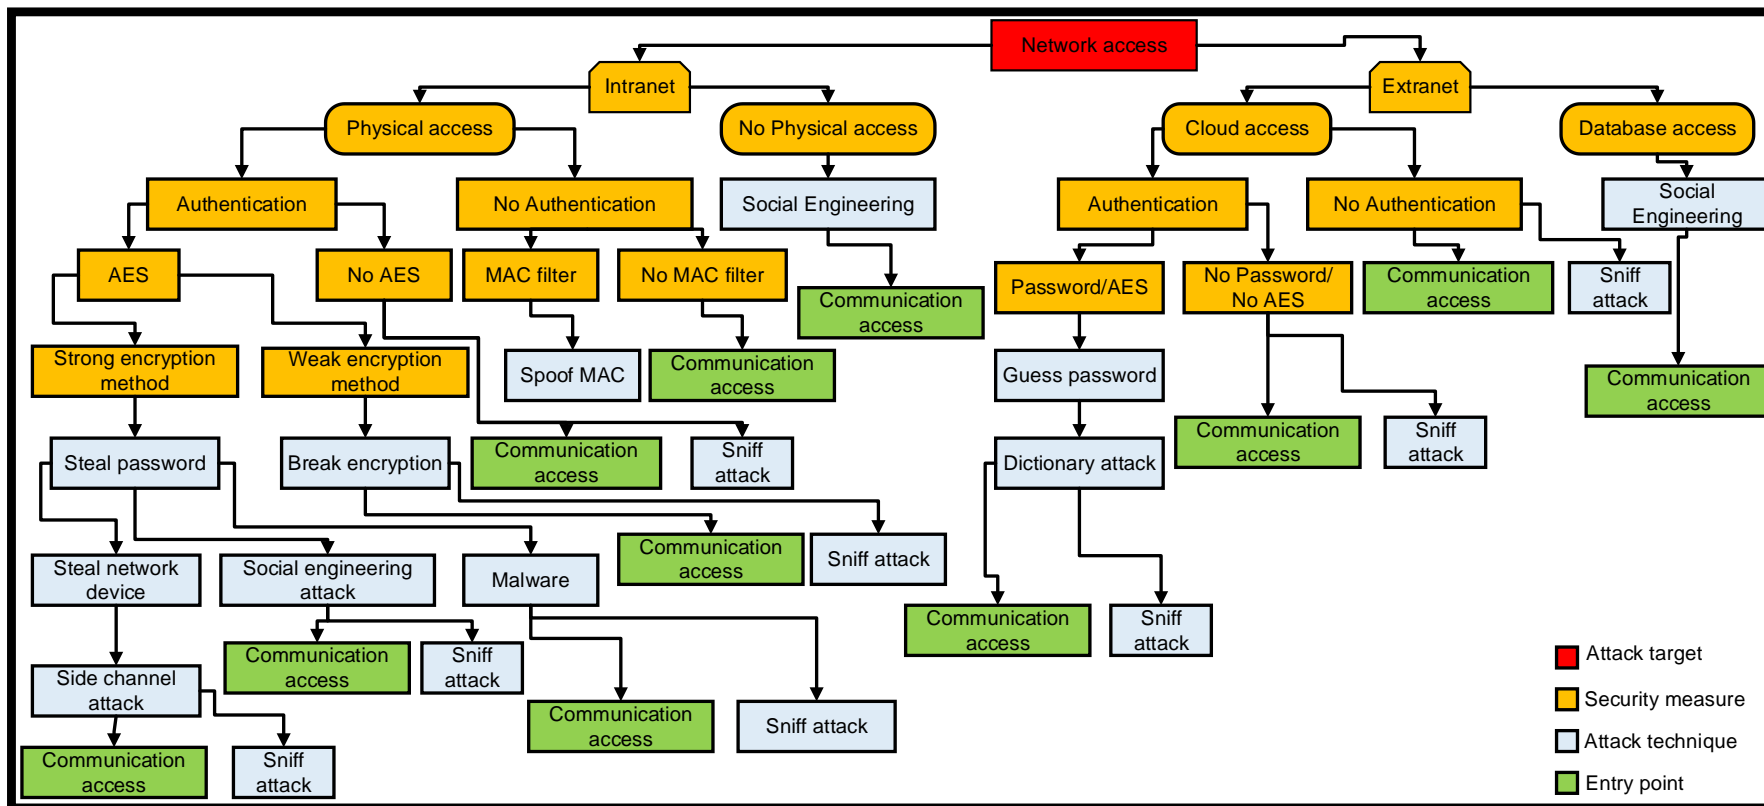 Network access
Intranet
Extranet
Physical access
No Physical access
Cloud access
Database access
Authentication
No Authentication
Social Engineering
Authentication
No Authentication
Social
Engineering
AES
No AES
MAC filter
No MAC filter
Communication
access
Password/AES
No Password/
No AES
Communication
access
Sniff
attack
Strong encryption
method
Weak encryption
method
Spoof MAC
Communication
access
Guess password
Communication
access
Steal password
Break encryption
Communication
access
Sniff
attack
Dictionary attack
Communication
access
Sniff
attack
Steal network
device
Social engineering
attack
Malware
Communication
access
Sniff attack
Communication
access
Sniff
attack
Communication
access
Sniff
attack
Side channel
attack
Communication
access
Sniff attack
Communication
access
Sniff
attack
Attack target
Security measure
Attack technique
Entry point